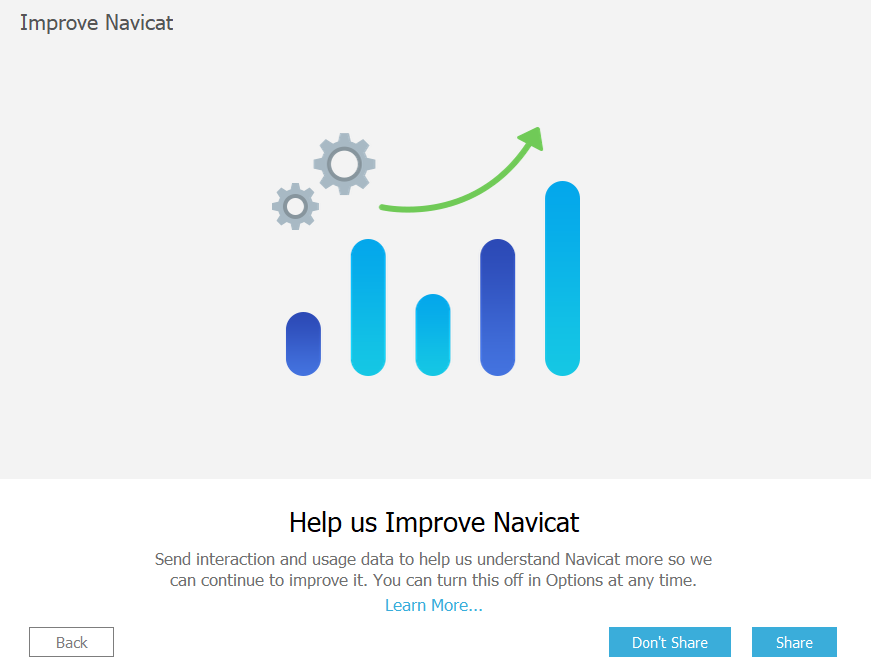 Improve Navicat
Help us Improve Navicat
Send interaction and usage data to help us understand Navicat more so we
can continue to improve it. You can turn this off in Options at any time.
Learn More...
Back
Don't Share
Share